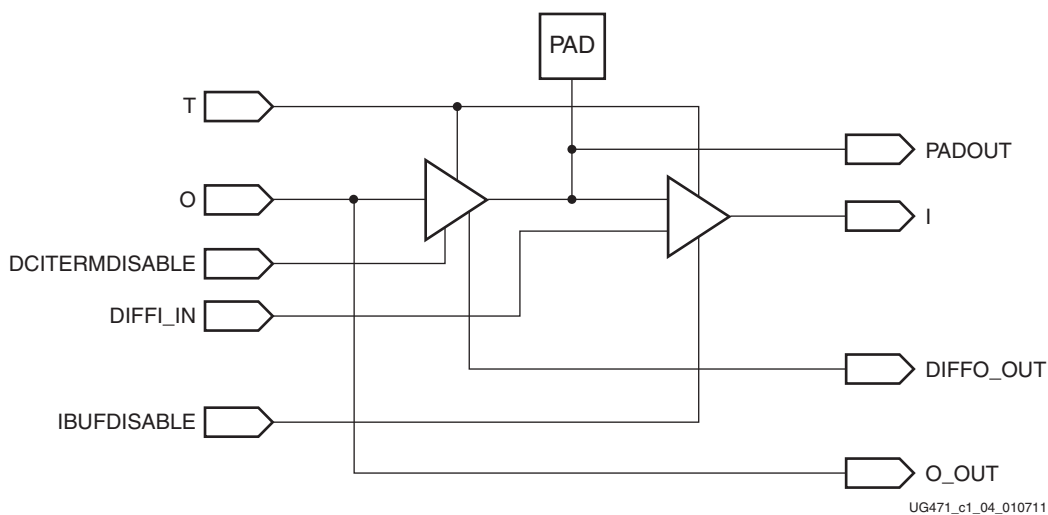 PAD
T
PADOUT
O
I
DCITERMDISABLE
DIFFI_IN
DIFFO_OUT
IBUFDISABLE
O_OUT
UG471_c1_04_010711